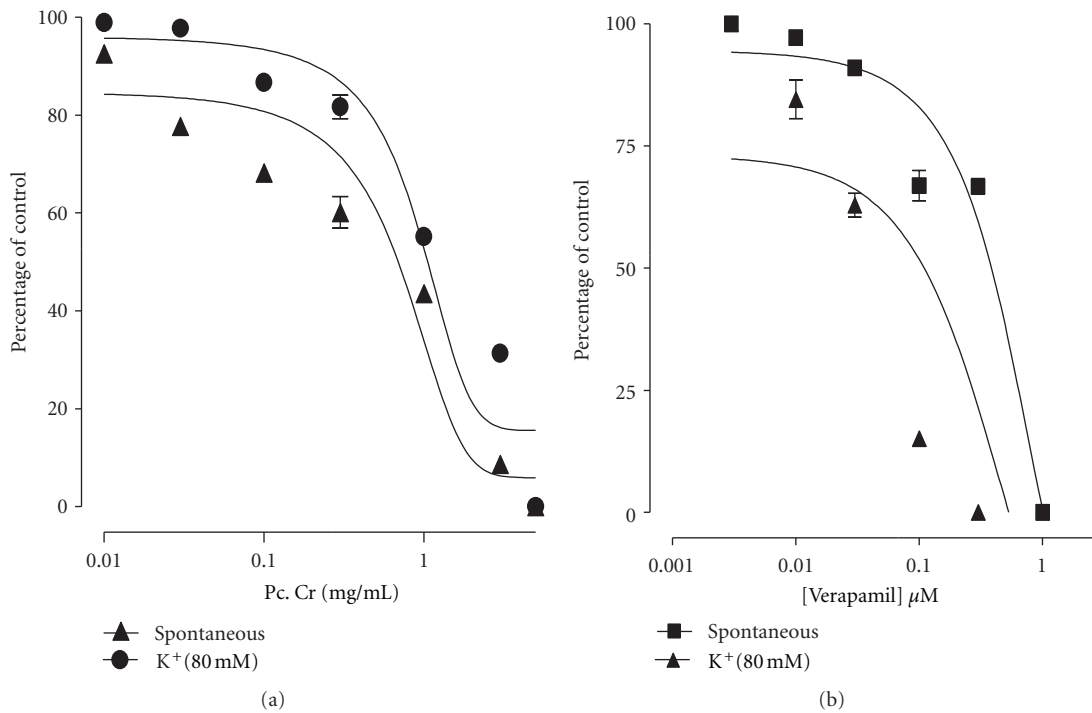 100
80
60
40
20
0
Percentage of control
0.01 0.1 1
Pc. Cr (mg/mL)
Spontaneous
K⁺(80 mM)
(a)
100
75
50
25
0
Percentage of control
0.001 0.01 0.1 1
[Verapamil] μM
Spontaneous
K⁺(80 mM)
(b)